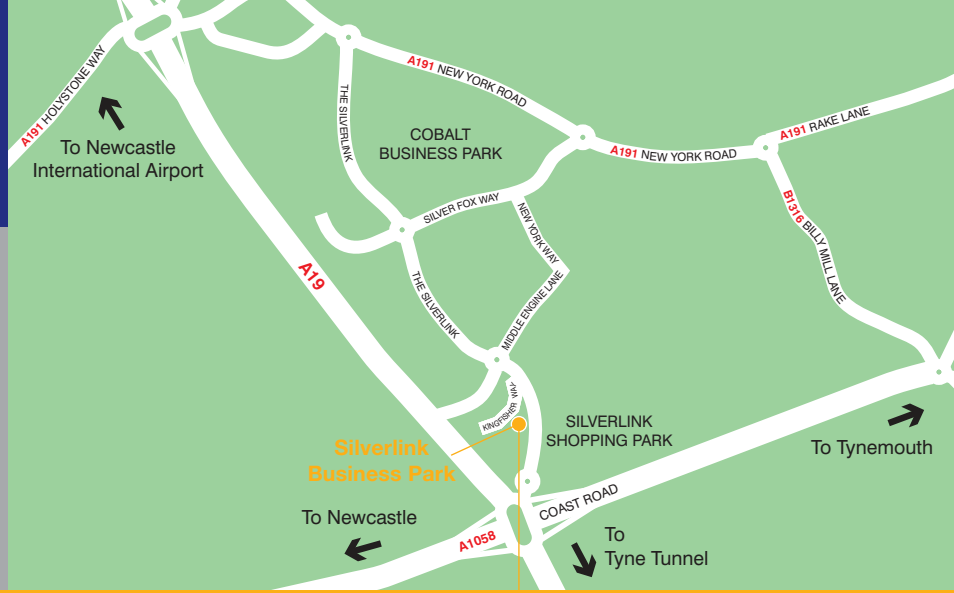 A191 HOLYSTONE WAY
To Newcastle
International Airport
THE SILVERLINK
A191 NEW YORK ROAD
COBALT
BUSINESS PARK
A191 NEW YORK ROAD
A191 RAKE LANE
SILVER FOX WAY
NEW YORK WAY
B1316 BILLY MILL LANE
A19
THE SILVERLINK
MIDDLE ENGINE LANE
KINGFISHER WAY
SILVERLINK
SHOPPING PARK
To Tynemouth
Silverlink
Business Park
COAST ROAD
To Newcastle
A1058
To
Tyne Tunnel